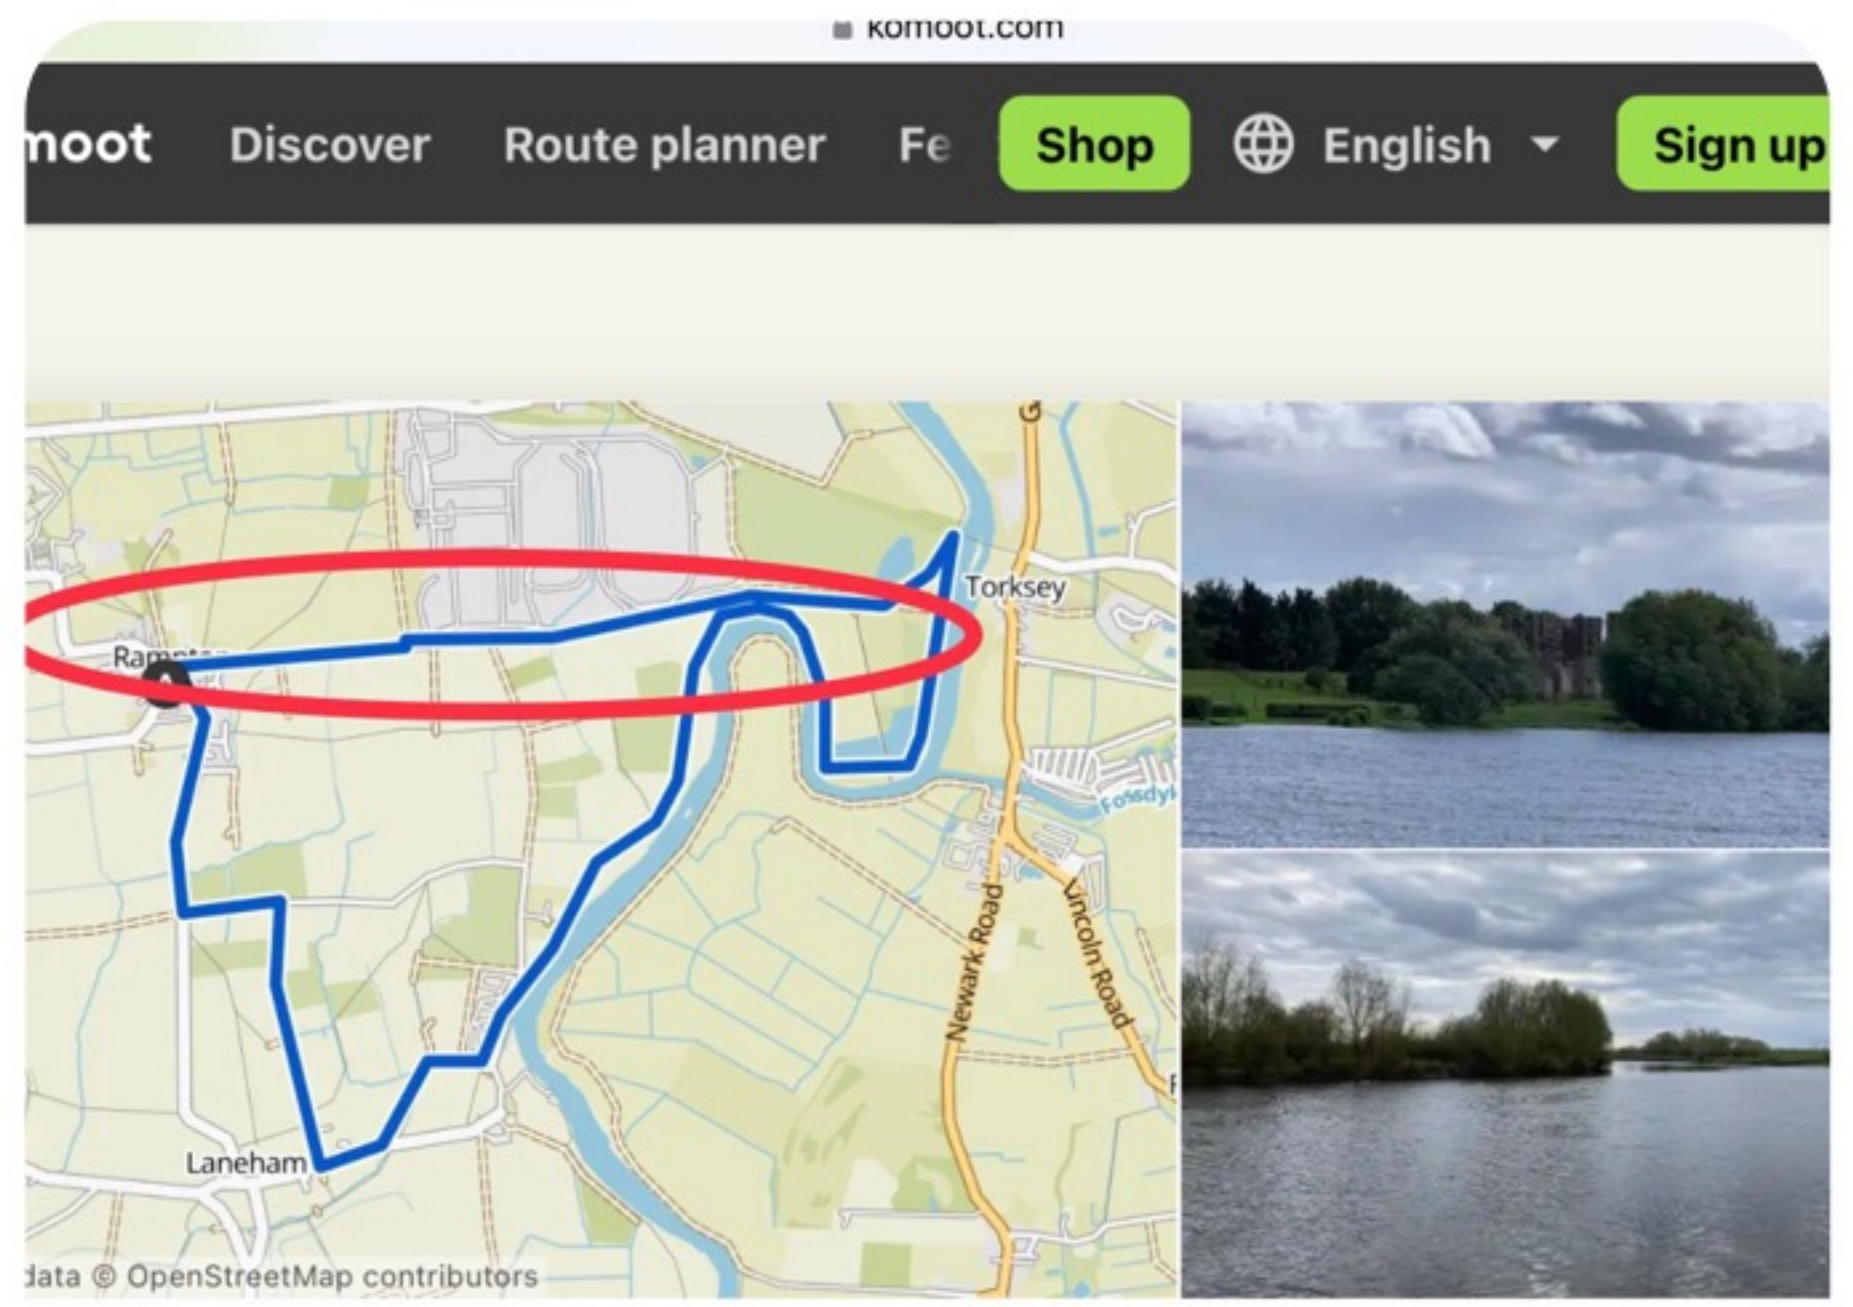 komoot.com
moot Discover Route planner Fe Shop English Sign up
G
Torksey
Fossdyk
Newark Road
Lincoln Road
Laneham
data © OpenStreetMap contributors